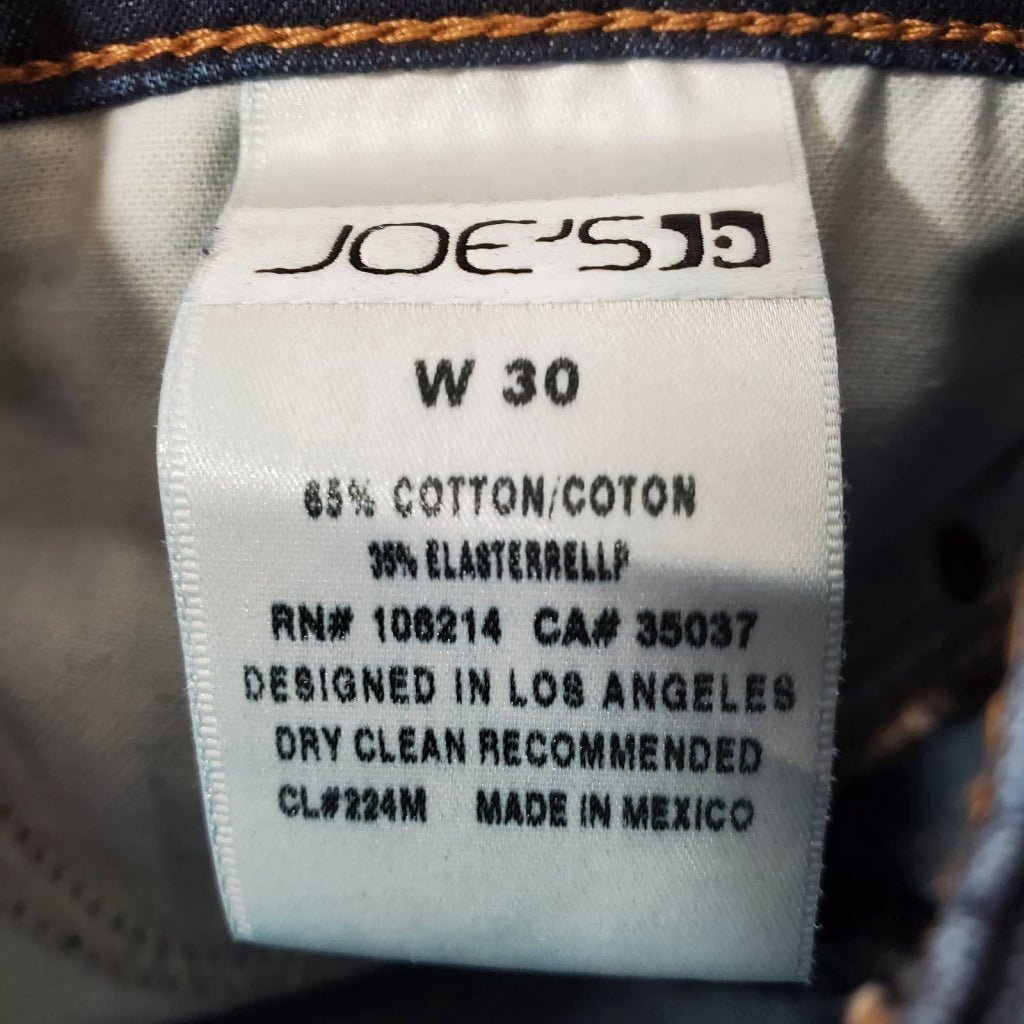 JOE'S
W 30
65% COTTON/COTON
35% ELASTERRELLP
RN# 106214 CA# 35037
DESIGNED IN LOS ANGELES
DRY CLEAN RECOMMENDED
CL#224M MADE IN MEXICO